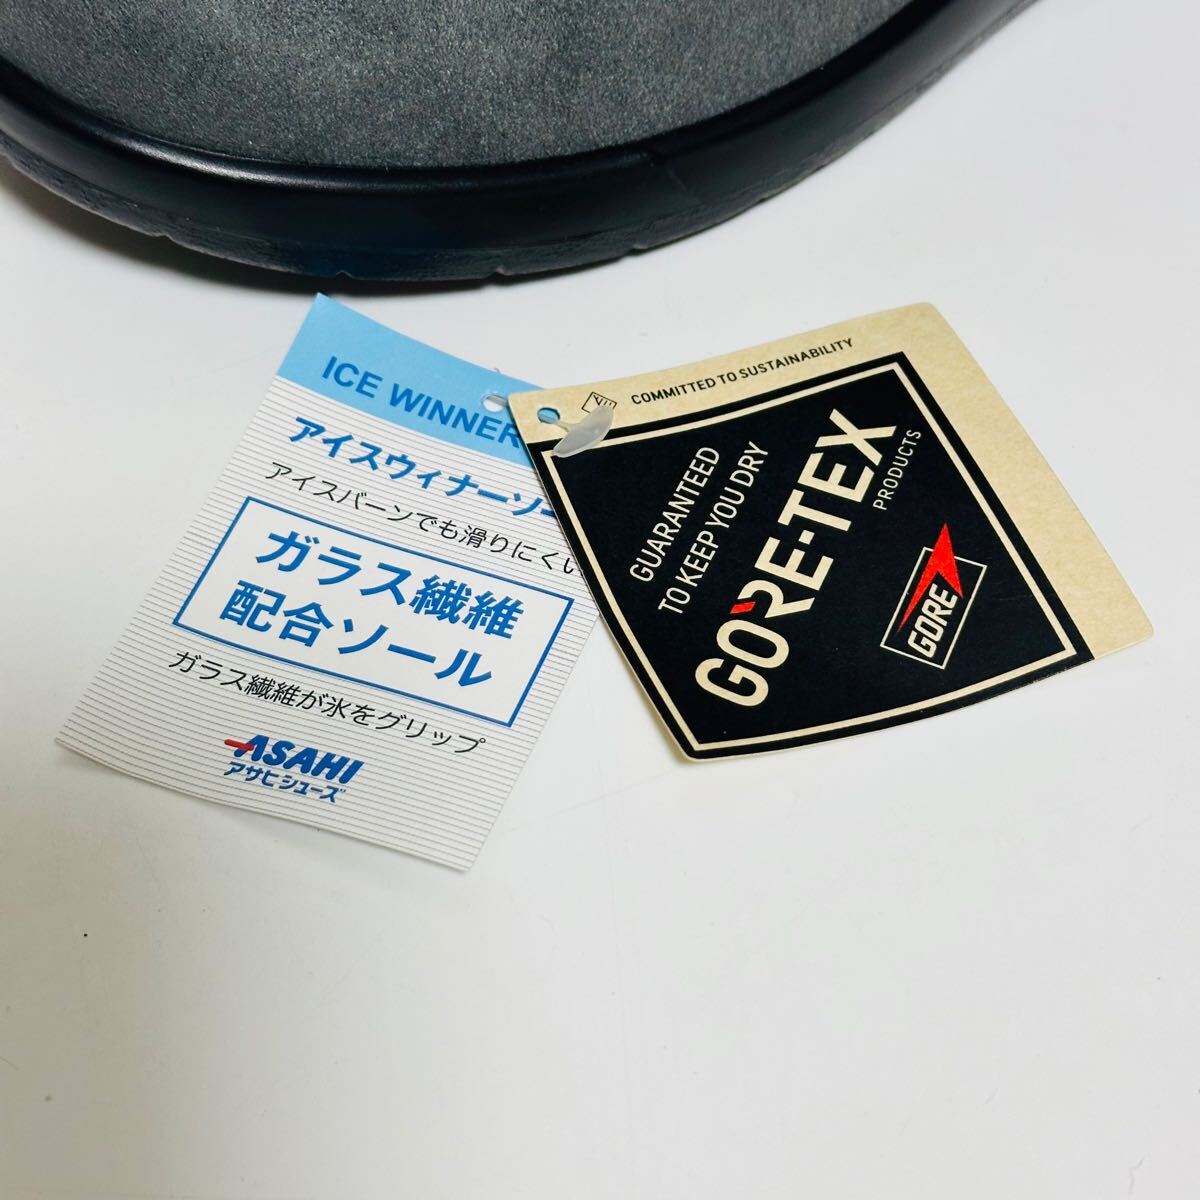 ICE WINNER
アイスウィナーソー
アイスバーンでも滑りにくい
ガラス繊維
配合ソール
ガラス繊維が氷をグリップ
ASAHI
アサヒシューズ
COMMITTED TO SUSTAINABILITY
GUARANTEED
TO KEEP YOU DRY
GORE-TEX
PRODUCTS
GORE